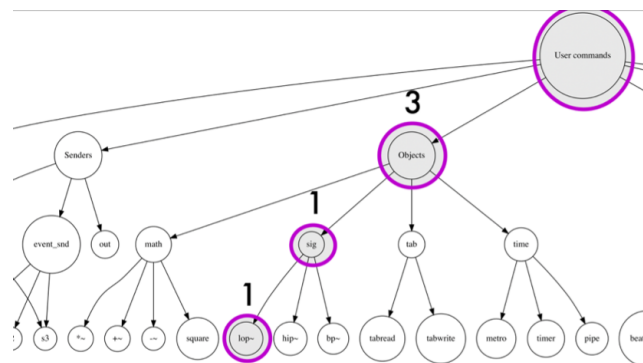 User commands
3
Senders
Objects
1
event_snd
out
math
sig
tab
time
1
s3
*~
+~
-~
square
lop~
hip~
bp~
tabread
tabwrite
metro
timer
pipe